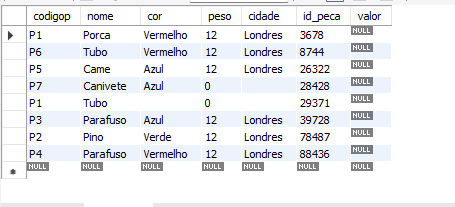 codigop nome cor peso cidade id_peca valor
P1 Porca Vermelho 12 Londres 3678 NULL
P6 Tubo Vermelho 12 Londres 8744 NULL
P5 Came Azul 12 Londres 26322 NULL
P7 Canivete Azul 0 28428 NULL
P1 Tubo 0 29371 NULL
P3 Parafuso Azul 12 Londres 39728 NULL
P2 Pino Verde 12 Londres 78487 NULL
P4 Parafuso Vermelho 12 Londres 88436 NULL
NULL NULL NULL NULL NULL NULL NULL